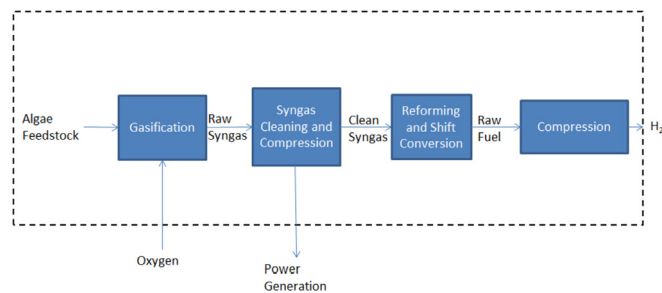 Algae
Feedstock
Gasification
Raw
Syngas
Syngas
Cleaning and
Compression
Clean
Syngas
Reforming
and Shift
Conversion
Raw
Fuel
Compression
H₂
Oxygen
Power
Generation